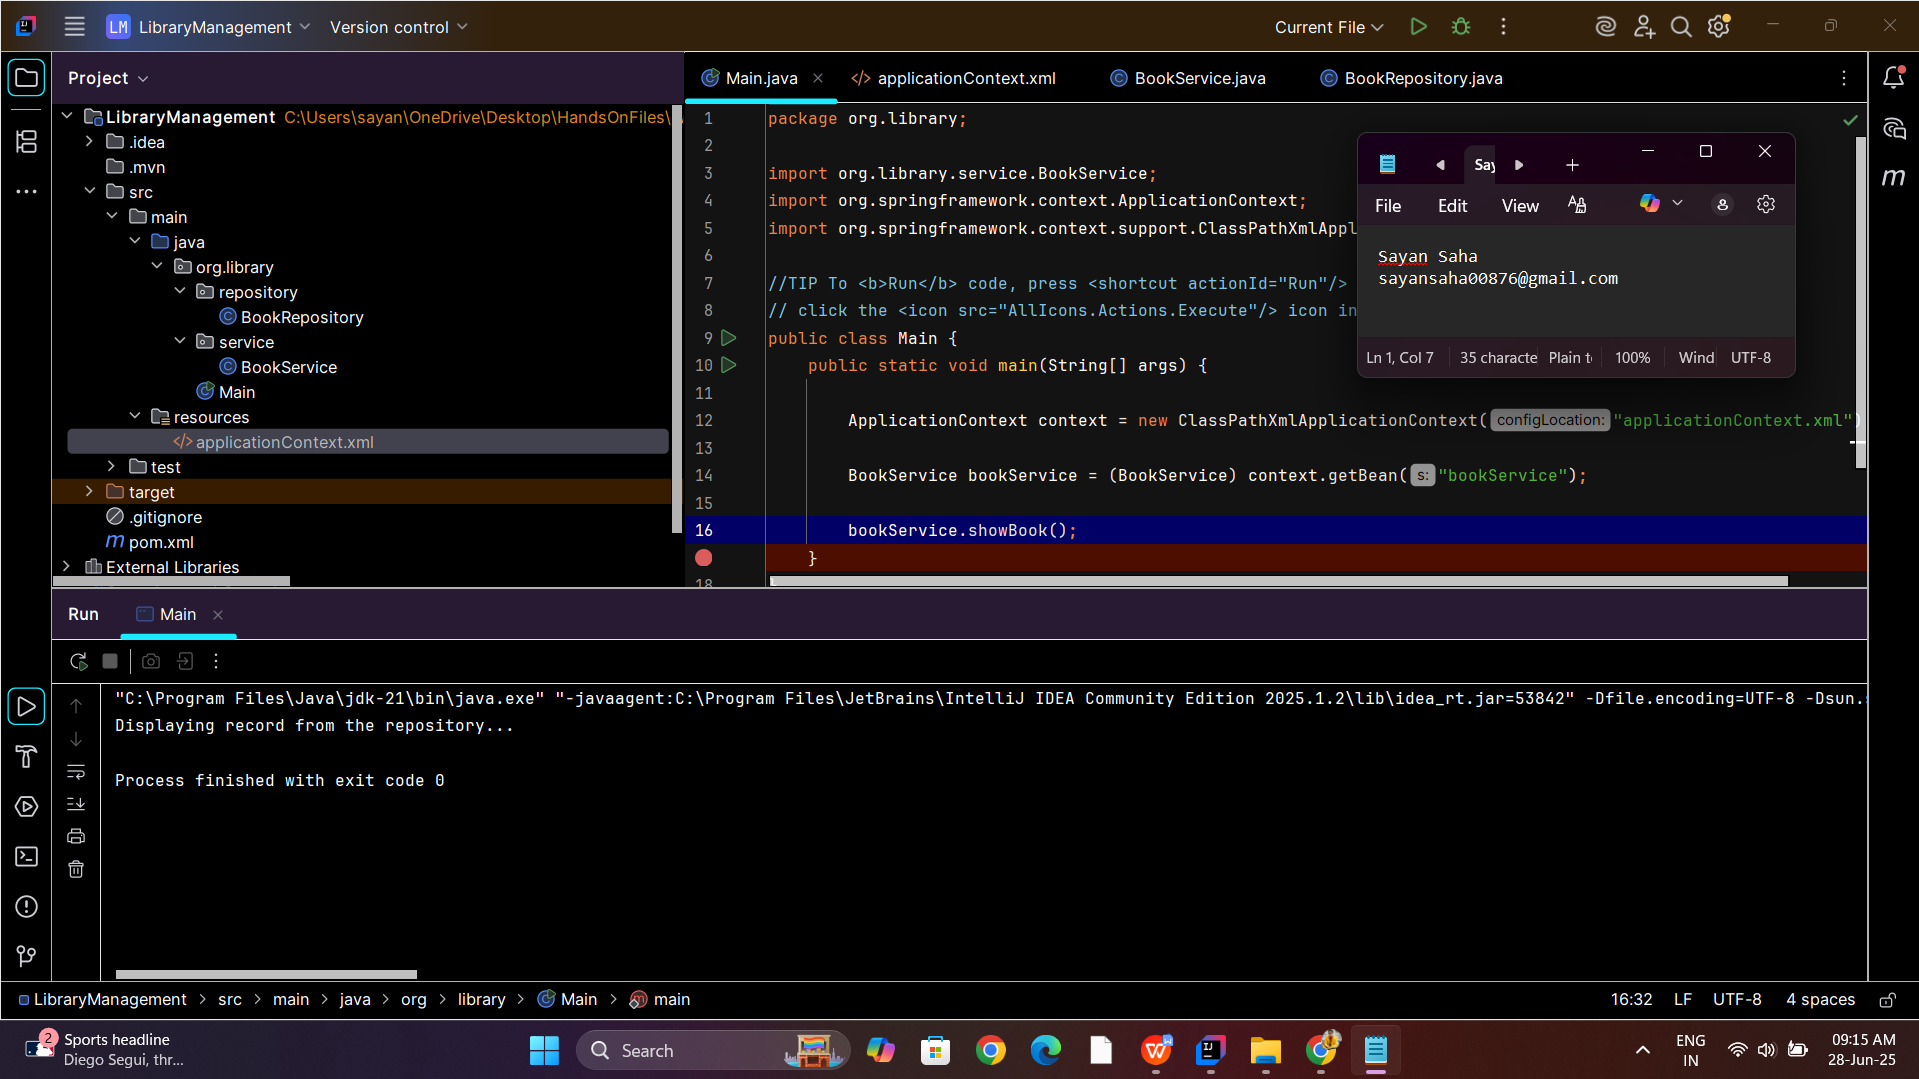 LM LibraryManagement Version control Current File
Project
Main.java applicationContext.xml BookService.java BookRepository.java
LibraryManagement C:\Users\sayan\OneDrive\Desktop\HandsOnFiles\
.idea
.mvn
src
main
java
org.library
repository
BookRepository
service
BookService
Main
resources
applicationContext.xml
test
target
.gitignore
pom.xml
External Libraries
1 package org.library;
2
3 import org.library.service.BookService;
4 import org.springframework.context.ApplicationContext;
5 import org.springframework.context.support.ClassPathXmlAppl
6
7 //TIP To <b>Run</b> code, press <shortcut actionId="Run"/>
8 // click the <icon src="AllIcons.Actions.Execute"/> icon in
9 public class Main {
10 public static void main(String[] args) {
11
12 ApplicationContext context = new ClassPathXmlApplicationContext( configLocation: "applicationContext.xml")
13
14 BookService bookService = (BookService) context.getBean( s: "bookService");
15
16 bookService.showBook();
}
18
Say
File Edit View
Sayan Saha
sayansaha00876@gmail.com
Ln 1, Col 7 35 characte Plain t 100% Wind UTF-8
Run Main
"C:\Program Files\Java\jdk-21\bin\java.exe" "-javaagent:C:\Program Files\JetBrains\IntelliJ IDEA Community Edition 2025.1.2\lib\idea_rt.jar=53842" -Dfile.encoding=UTF-8 -Dsun.
Displaying record from the repository...
Process finished with exit code 0
LibraryManagement > src > main > java > org > library > Main > main
16:32 LF UTF-8 4 spaces
2 Sports headline
Diego Segui, thr...
Search
ENG
IN
09:15 AM
28-Jun-25